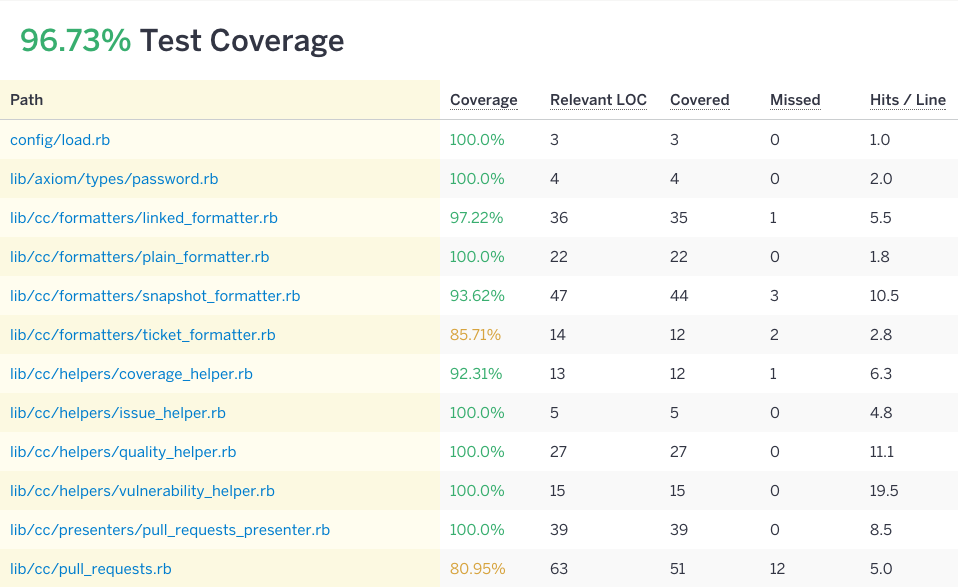 96.73% Test Coverage
Path Coverage Relevant LOC Covered Missed Hits / Line
config/load.rb 100.0% 3 3 0 1.0
lib/axiom/types/password.rb 100.0% 4 4 0 2.0
lib/cc/formatters/linked_formatter.rb 97.22% 36 35 1 5.5
lib/cc/formatters/plain_formatter.rb 100.0% 22 22 0 1.8
lib/cc/formatters/snapshot_formatter.rb 93.62% 47 44 3 10.5
lib/cc/formatters/ticket_formatter.rb 85.71% 14 12 2 2.8
lib/cc/helpers/coverage_helper.rb 92.31% 13 12 1 6.3
lib/cc/helpers/issue_helper.rb 100.0% 5 5 0 4.8
lib/cc/helpers/quality_helper.rb 100.0% 27 27 0 11.1
lib/cc/helpers/vulnerability_helper.rb 100.0% 15 15 0 19.5
lib/cc/presenters/pull_requests_presenter.rb 100.0% 39 39 0 8.5
lib/cc/pull_requests.rb 80.95% 63 51 12 5.0